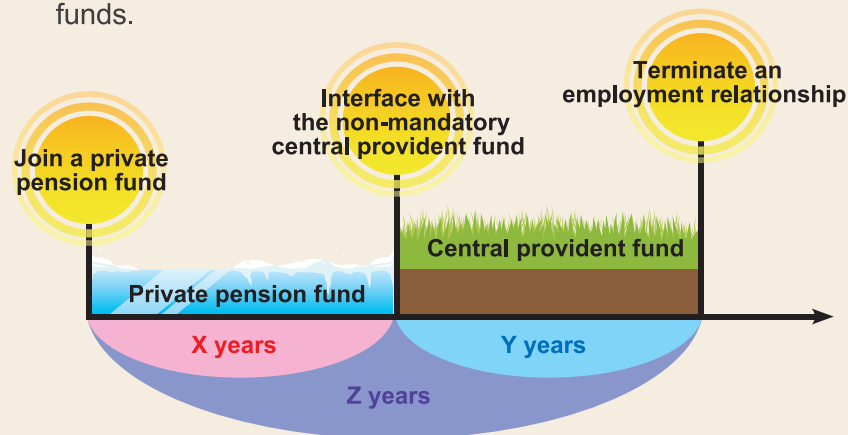 funds.
Terminate an
employment relationship
Interface with
the non-mandatory
central provident fund
Join a private
pension fund
Central provident fund
Private pension fund
X years
Y years
Z years